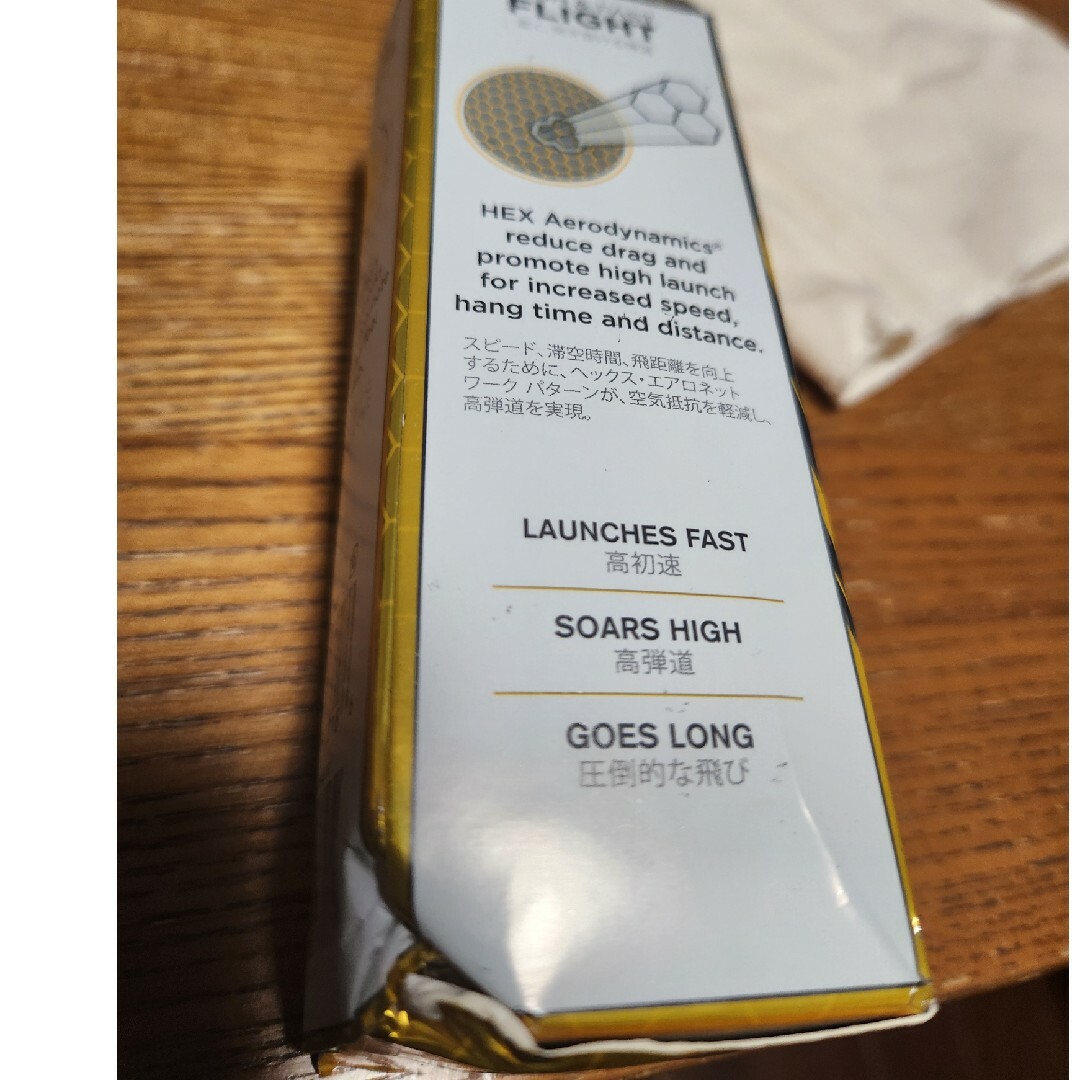 FLIGHT
HEX Aerodynamics®
reduce drag and
promote high launch
for increased speed,
hang time and distance.
スピード、滞空時間、飛距離を向上
するために、ヘックス・エアロネット
ワーク パターンが、空気抵抗を軽減し、
高弾道を実現。
LAUNCHES FAST
高初速
SOARS HIGH
高弾道
GOES LONG
圧倒的な飛び